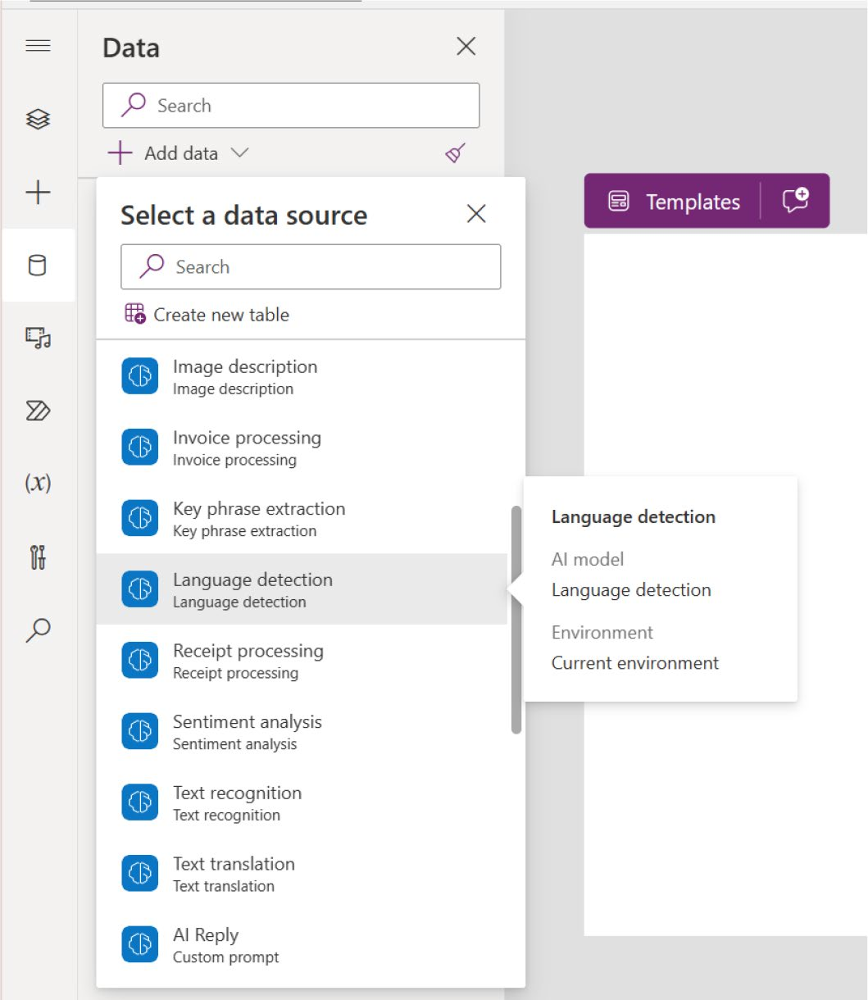 Data
Search
Add data
Select a data source
Search
Create new table
Image description
Image description
Invoice processing
Invoice processing
Key phrase extraction
Key phrase extraction
Language detection
Language detection
Receipt processing
Receipt processing
Sentiment analysis
Sentiment analysis
Text recognition
Text recognition
Text translation
Text translation
AI Reply
Custom prompt
(x)
Templates
Language detection
AI model
Language detection
Environment
Current environment